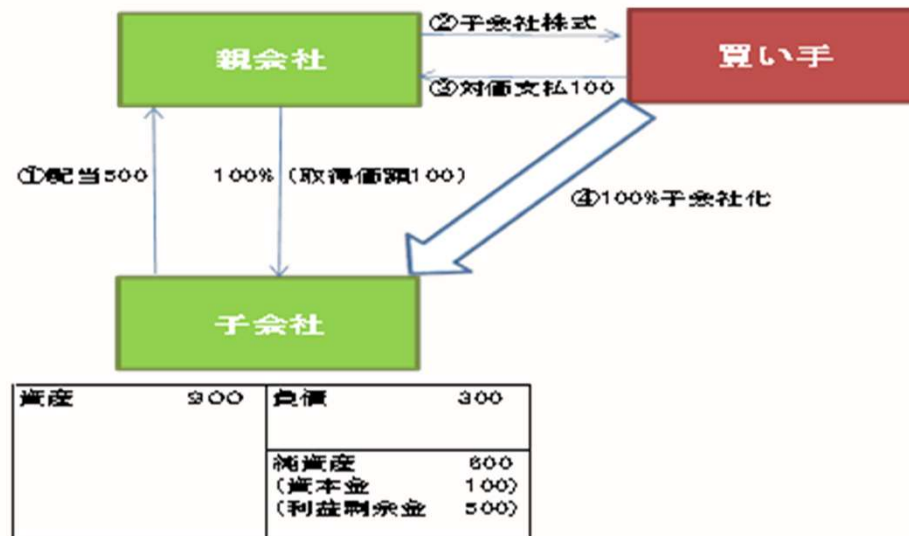 ②子会社株式
親会社
買い手
③対価支払100
①配当500
100%（取得価額100）
④100%子会社化
子会社
資産 900 負債 300
純資産 600
(資本金 100)
(利益剰余金 500)